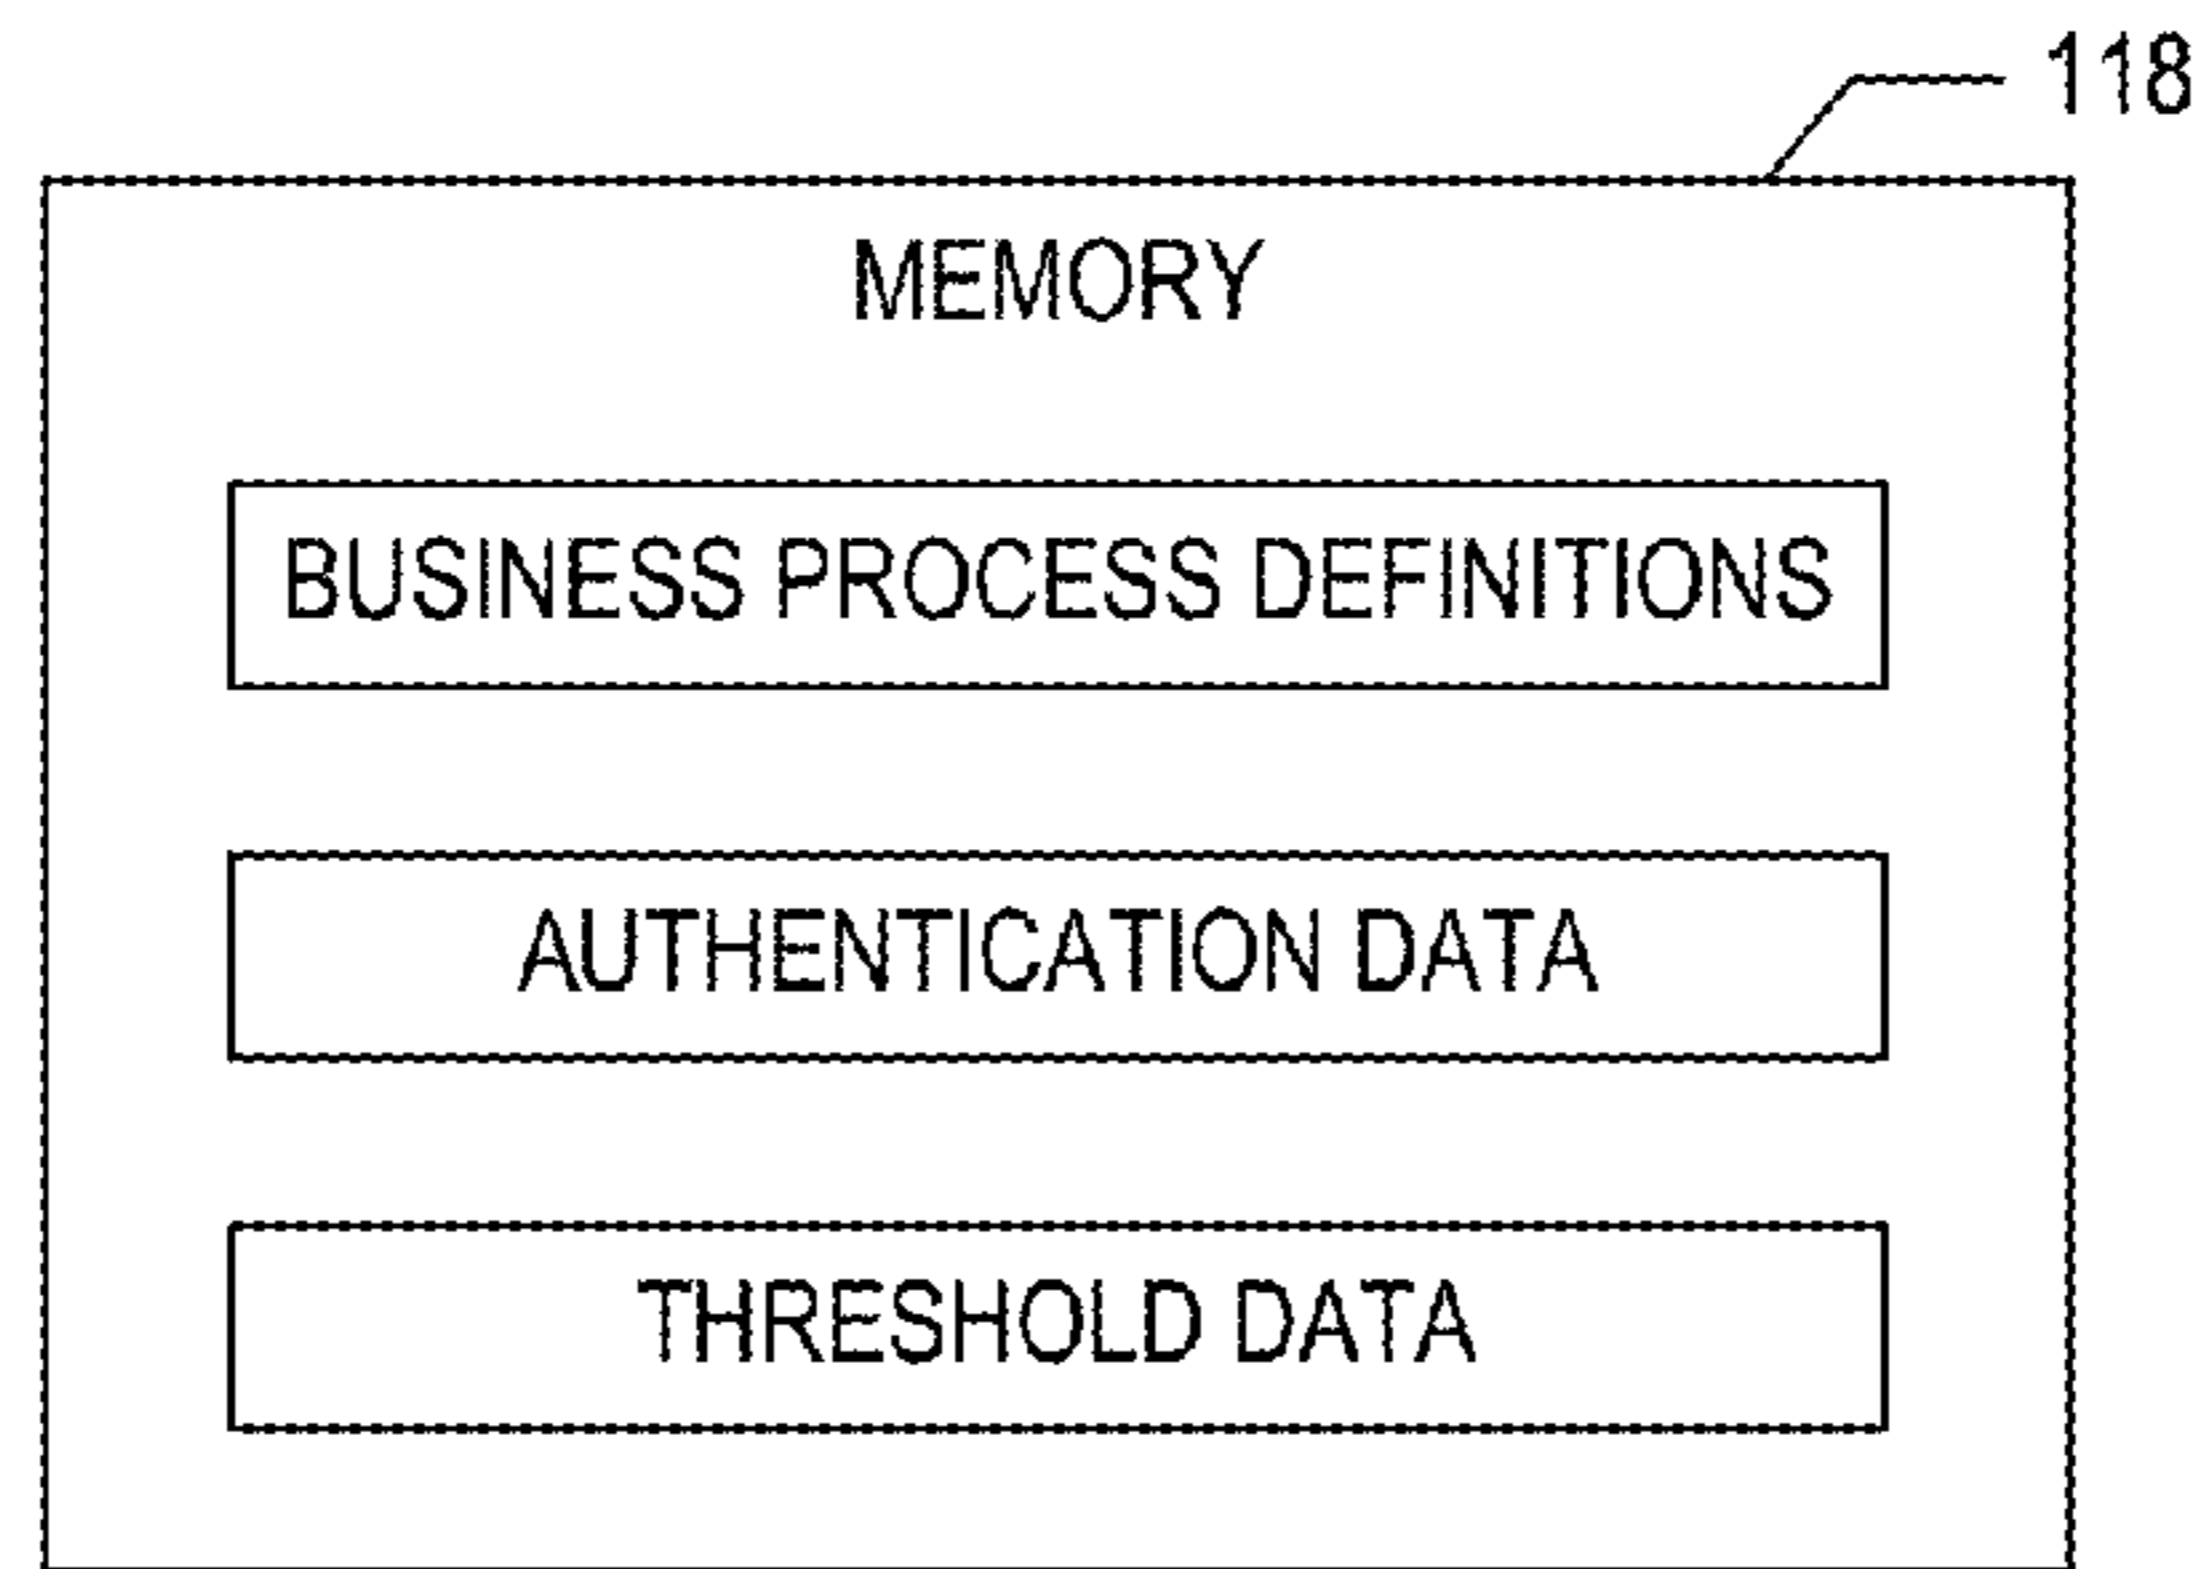 118
MEMORY
BUSINESS PROCESS DEFINITIONS
AUTHENTICATION DATA
THRESHOLD DATA